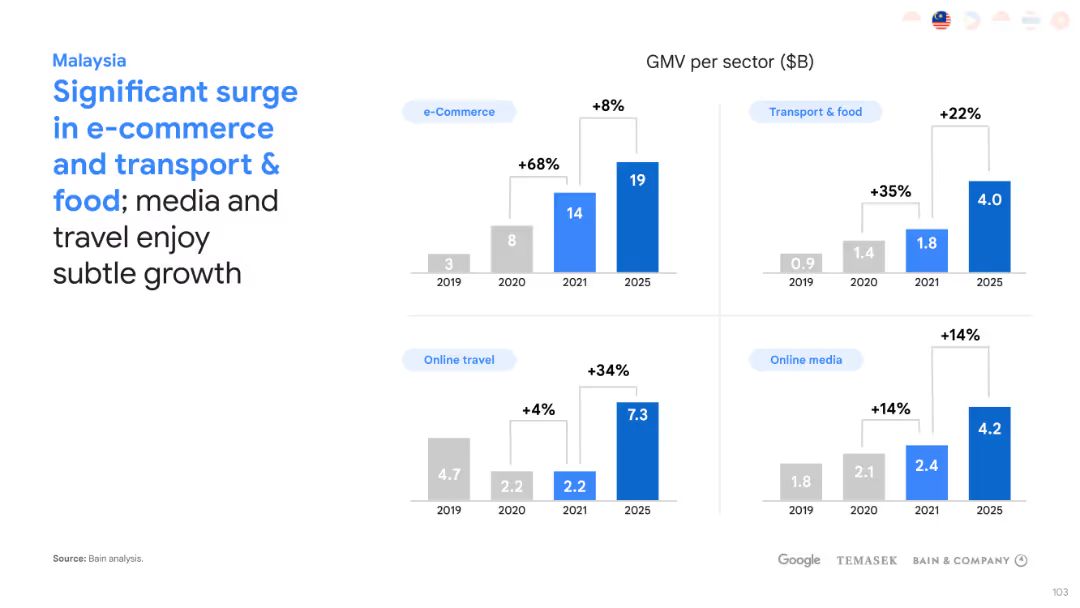 Malaysia
Significant surge
in e-commerce
and transport &
food; media and
travel enjoy
subtle growth
GMV per sector ($B)
e-Commerce
+8%
+68%
3
8
14
19
2019 2020 2021 2025
Transport & food
+22%
+35%
0.9
1.4
1.8
4.0
2019 2020 2021 2025
Online travel
+34%
+4%
4.7
2.2
2.2
7.3
2019 2020 2021 2025
Online media
+14%
+14%
1.8
2.1
2.4
4.2
2019 2020 2021 2025
Source: Bain analysis.
Google TEMASEK BAIN & COMPANY
103